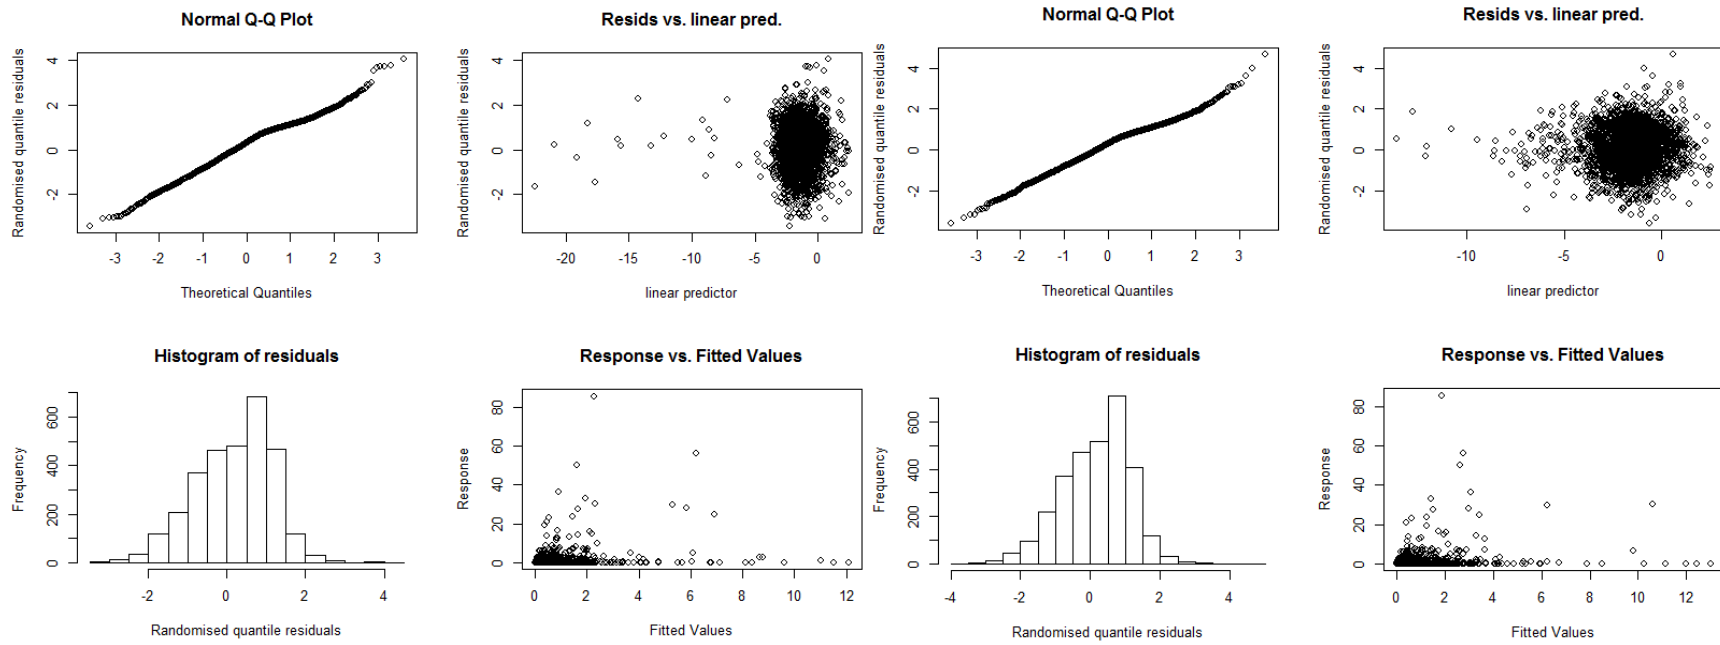 Normal Q-Q Plot
Randomised quantile residuals
-2 0 2 4
-3 -2 -1 0 1 2 3
Theoretical Quantiles
Resids vs. linear pred.
Randomised quantile residuals
-2 0 2 4
-20 -15 -10 -5 0
linear predictor
Normal Q-Q Plot
Randomised quantile residuals
-2 0 2 4
-3 -2 -1 0 1 2 3
Theoretical Quantiles
Resids vs. linear pred.
Randomised quantile residuals
-2 0 2 4
-10 -5 0
linear predictor
Histogram of residuals
Frequency
0 200 400 600
-2 0 2 4
Randomised quantile residuals
Response vs. Fitted Values
Response
0 20 40 60 80
0 2 4 6 8 10 12
Fitted Values
Histogram of residuals
Frequency
0 200 400 600
-4 -2 0 2 4
Randomised quantile residuals
Response vs. Fitted Values
Response
0 20 40 60 80
0 2 4 6 8 10 12
Fitted Values